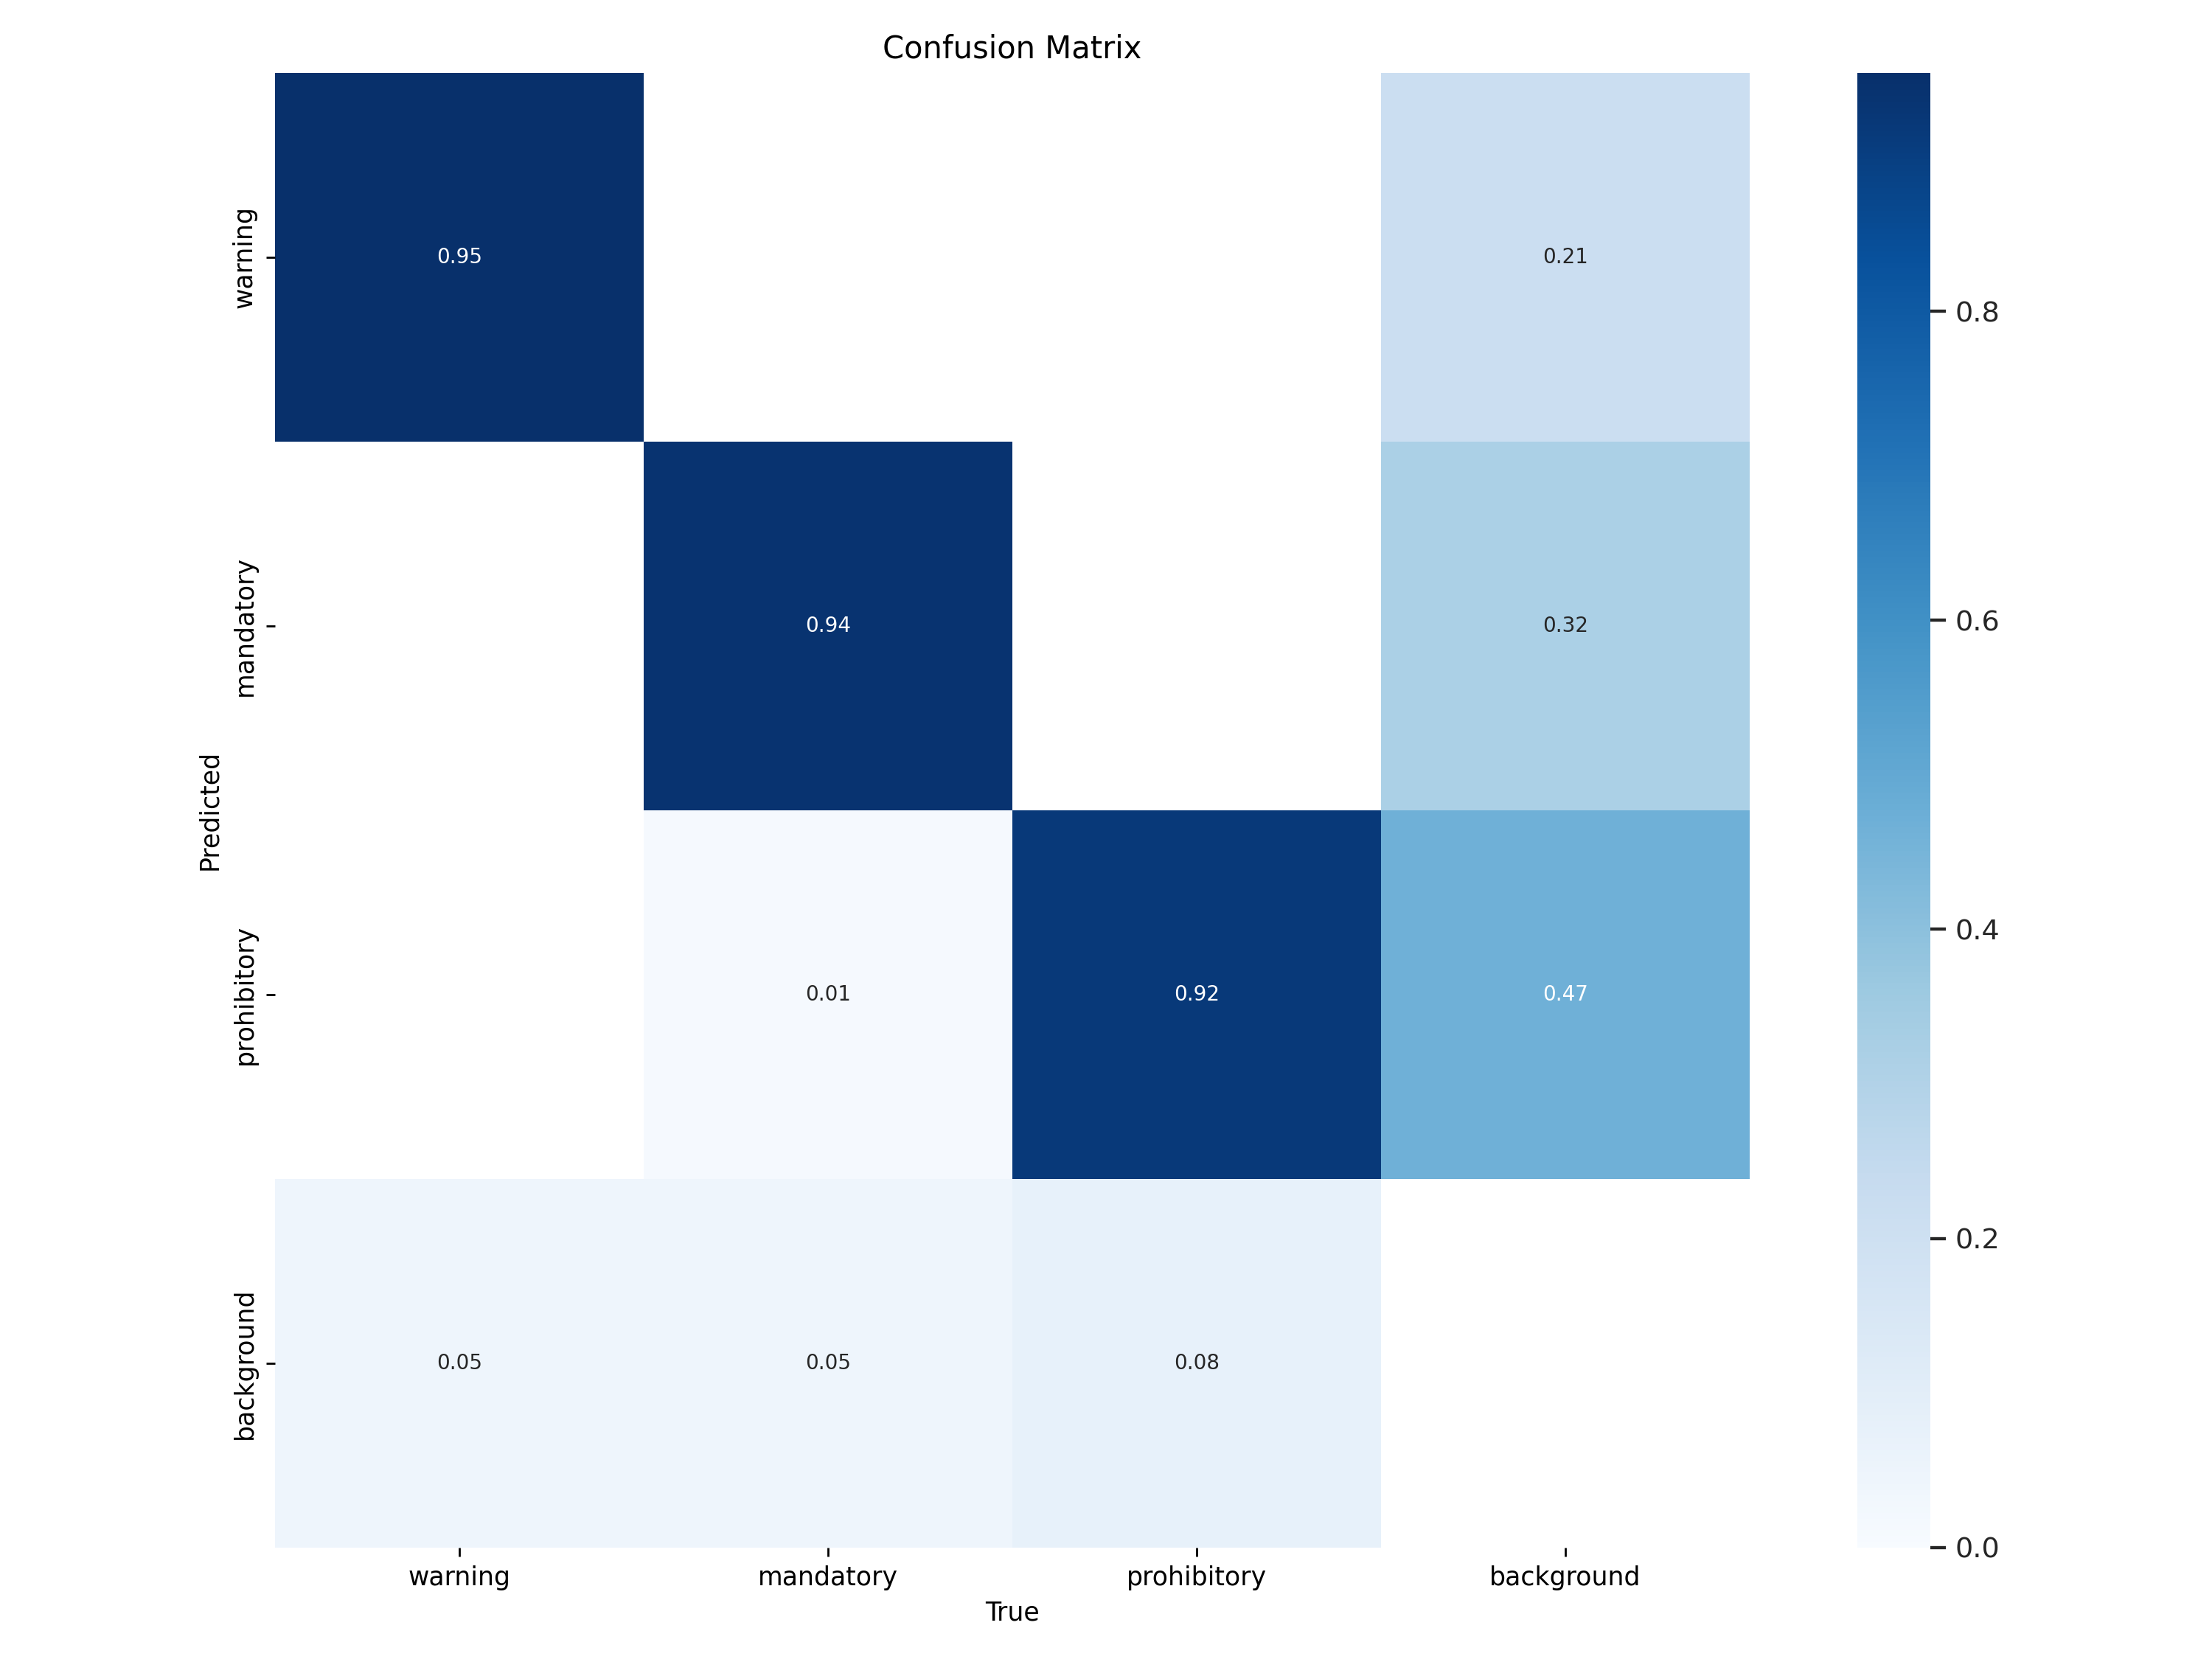 Confusion Matrix
warning
0.95
0.21
mandatory
0.94
0.32
Predicted
prohibitory
0.01
0.92
0.47
background
0.05
0.05
0.08
warning
mandatory
prohibitory
background
True
0.8
0.6
0.4
0.2
0.0